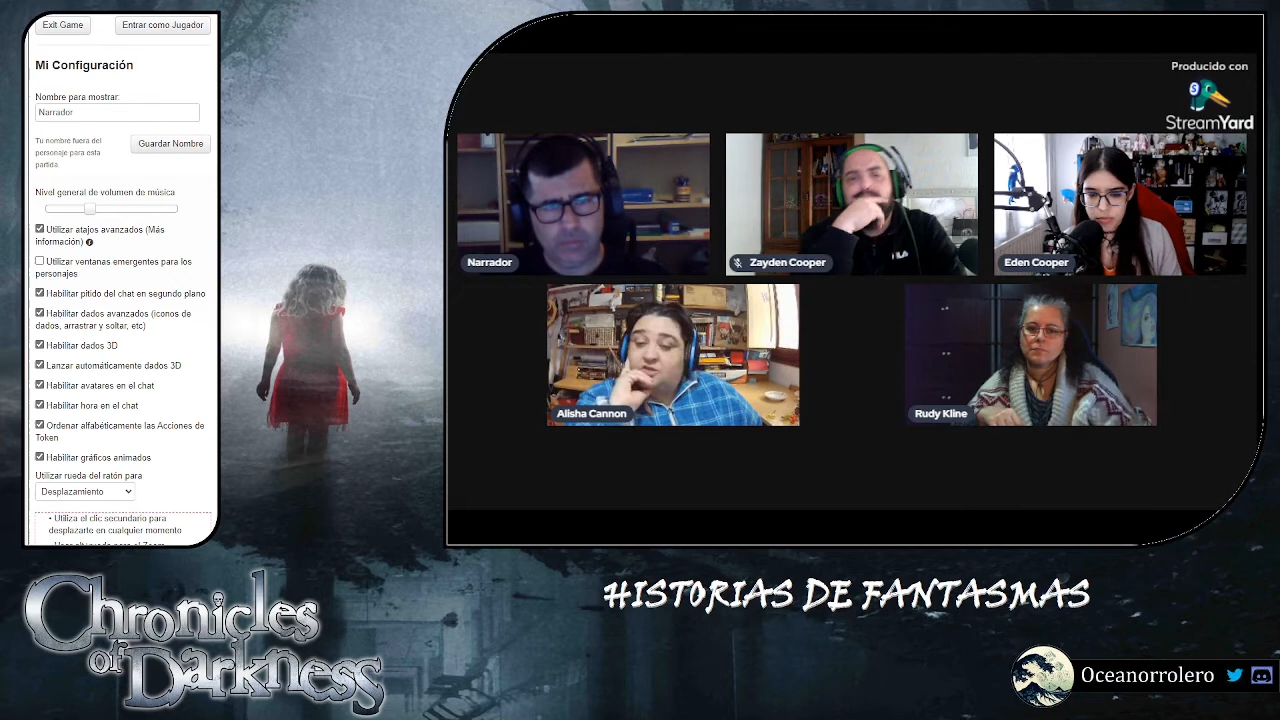 Exit Game
Entrar como Jugador
Mi Configuración
Nombre para mostrar:
Narrador
Tu nombre fuera del
personaje para esta
partida.
Guardar Nombre
Nivel general de volumen de música
Utilizar atajos avanzados (Más
información)
Utilizar ventanas emergentes para los
personajes
Habilitar pitido del chat en segundo plano
Habilitar dados avanzados (iconos de
dados, arrastrar y soltar, etc)
Habilitar dados 3D
Lanzar automáticamente dados 3D
Habilitar avatares en el chat
Habilitar hora en el chat
Ordenar alfabéticamente las Acciones de
Token
Habilitar gráficos animados
Utilizar rueda del ratón para
Desplazamiento
• Utiliza el clic secundario para
desplazarte en cualquier momento
Producido con
StreamYard
Narrador
Zayden Cooper
Eden Cooper
Alisha Cannon
Rudy Kline
Chronicles
of Darkness
HISTORIAS DE FANTASMAS
Oceanorrolero